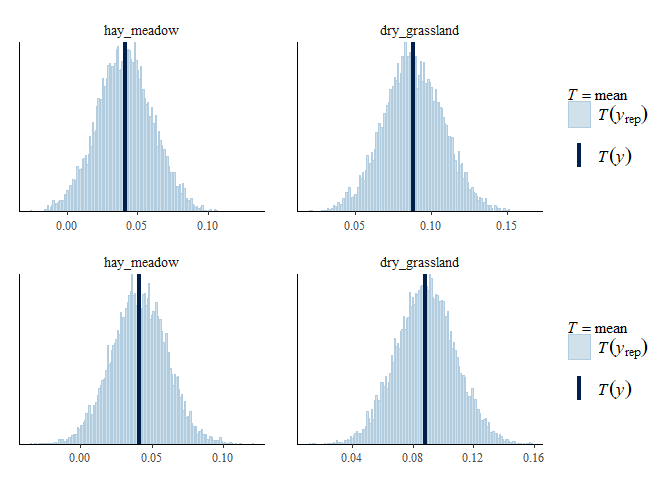 hay_meadow
dry_grassland
0.00 0.05 0.10
0.05 0.10 0.15
T = mean
T(yrep)
T(y)
hay_meadow
dry_grassland
0.00 0.05 0.10
0.04 0.08 0.12 0.16
T = mean
T(yrep)
T(y)